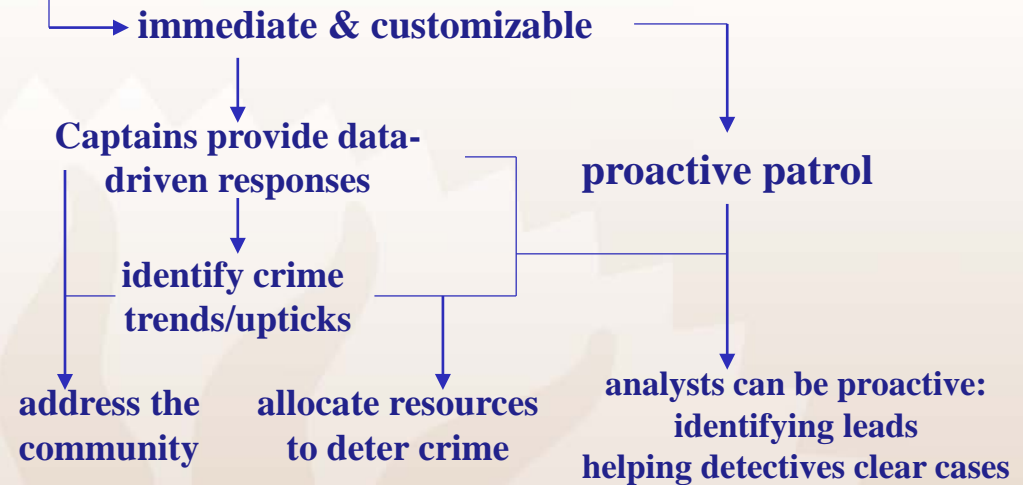 immediate & customizable
Captains provide data-
driven responses
proactive patrol
identify crime
trends/upticks
address the
community
allocate resources
to deter crime
analysts can be proactive:
identifying leads
helping detectives clear cases